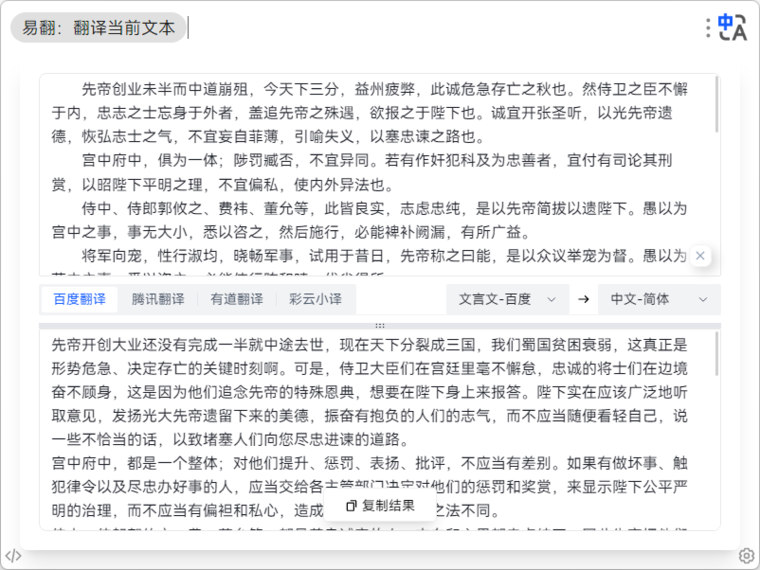 易翻：翻译当前文本
中A
先帝创业未半而中道崩殂，今天下三分，益州疲弊，此诚危急存亡之秋也。然侍卫之臣不懈
于内，忠志之士忘身于外者，盖追先帝之殊遇，欲报之于陛下也。诚宜开张圣听，以光先帝遗
德，恢弘志士之气，不宜妄自菲薄，引喻失义，以塞忠谏之路也。
宫中府中，俱为一体；陟罚臧否，不宜异同。若有作奸犯科及为忠善者，宜付有司论其刑
赏，以昭陛下平明之理，不宜偏私，使内外异法也。
侍中、侍郎郭攸之、费祎、董允等，此皆良实，志虑忠纯，是以先帝简拔以遗陛下。愚以为
宫中之事，事无大小，悉以咨之，然后施行，必能裨补阙漏，有所广益。
将军向宠，性行淑均，晓畅军事，试用于昔日，先帝称之曰能，是以众议举宠为督。愚以为
百度翻译 腾讯翻译 有道翻译 彩云小译 文言文-百度 → 中文-简体
先帝开创大业还没有完成一半就中途去世，现在天下分裂成三国，我们蜀国贫困衰弱，这真正是
形势危急、决定存亡的关键时刻啊。可是，侍卫大臣们在宫廷里毫不懈怠，忠诚的将士们在边境
奋不顾身，这是因为他们追念先帝的特殊恩典，想要在陛下身上来报答。陛下实在应该广泛地听
取意见，发扬光大先帝遗留下来的美德，振奋有抱负的人们的志气，而不应当随便看轻自己，说
一些不恰当的话，以致堵塞人们向您尽忠进谏的道路。
宫中府中，都是一个整体；对他们提升、惩罚、表扬、批评，不应当有差别。如果有做坏事、触
犯律令以及尽忠办好事的人，应当交给各主管部门决定对他们的惩罚和奖赏，来显示陛下公平严
明的治理，而不应当有偏袒和私心，造成 之法不同。
复制结果